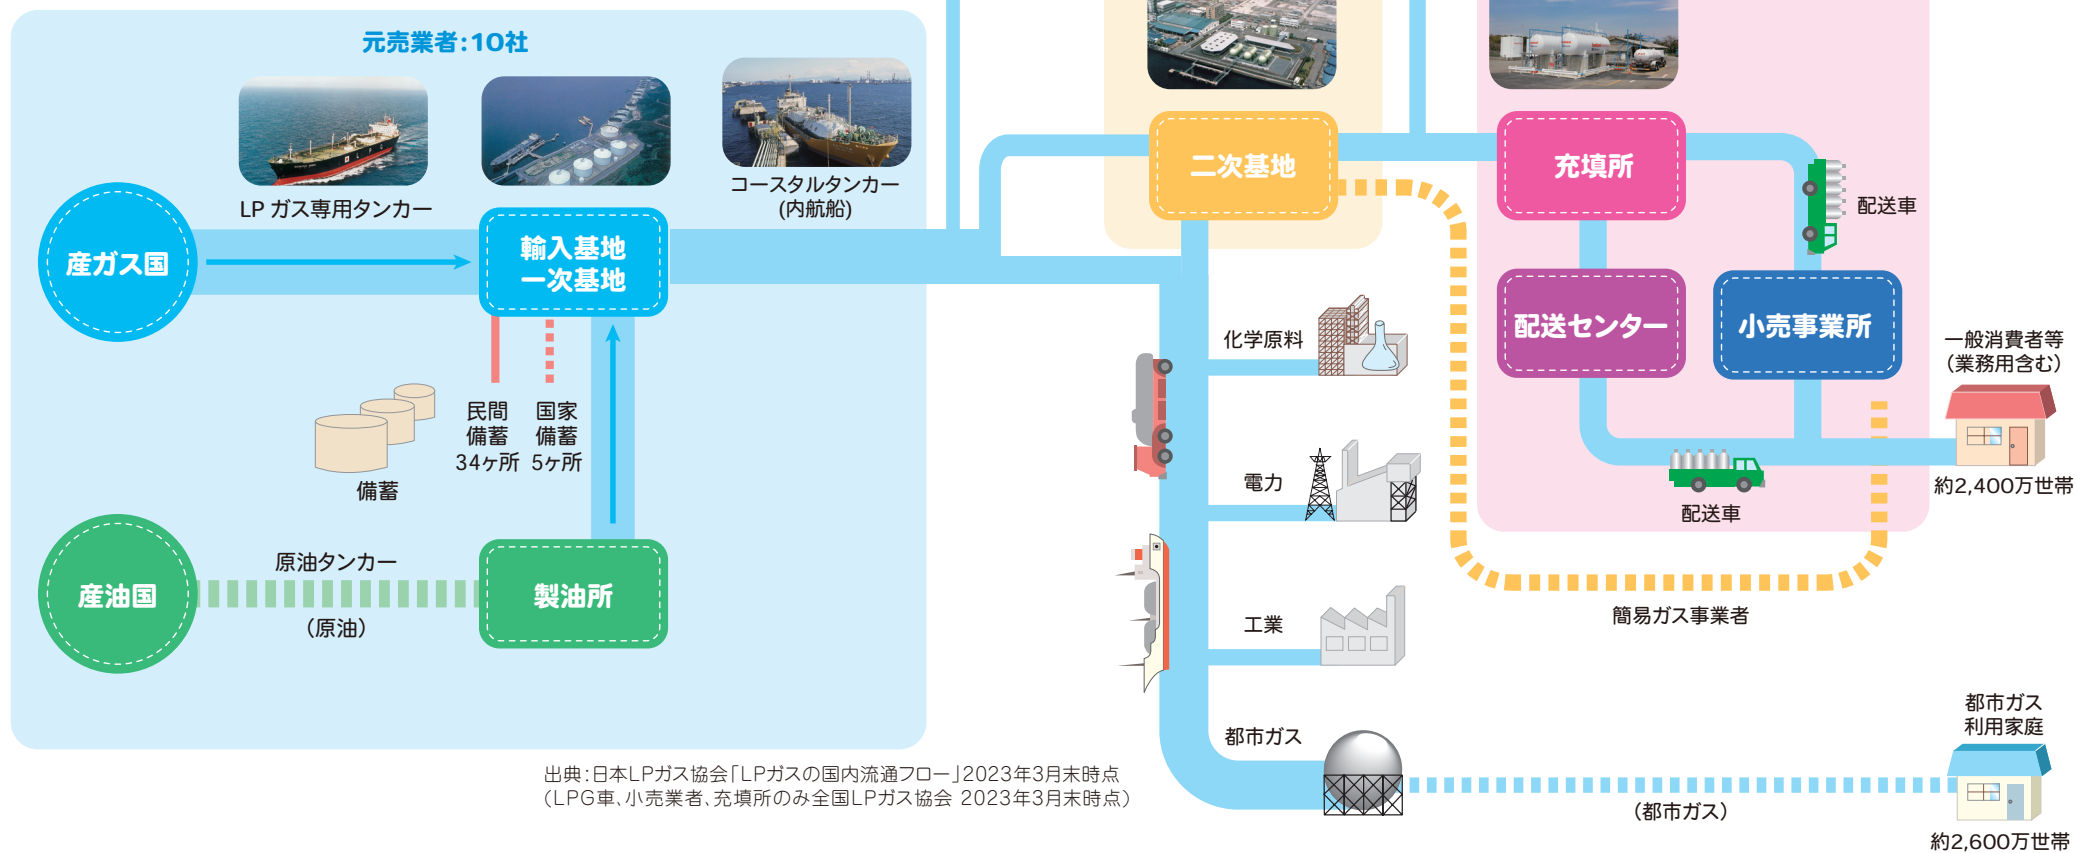 元売業者：10社
LP ガス専用タンカー
コースタルタンカー
（内航船）
産ガス国
輸入基地
一次基地
民間
備蓄
34ヶ所
国家
備蓄
5ヶ所
備蓄
産油国
原油タンカー
（原油）
製油所
二次基地
充填所
配送車
配送センター
小売事業所
一般消費者等
（業務用含む）
約2,400万世帯
配送車
化学原料
電力
工業
簡易ガス事業者
都市ガス
（都市ガス）
都市ガス
利用家庭
約2,600万世帯
出典：日本LPガス協会「LPガスの国内流通フロー」2023年3月末時点
（LPG車、小売業者、充填所のみ全国LPガス協会 2023年3月末時点）